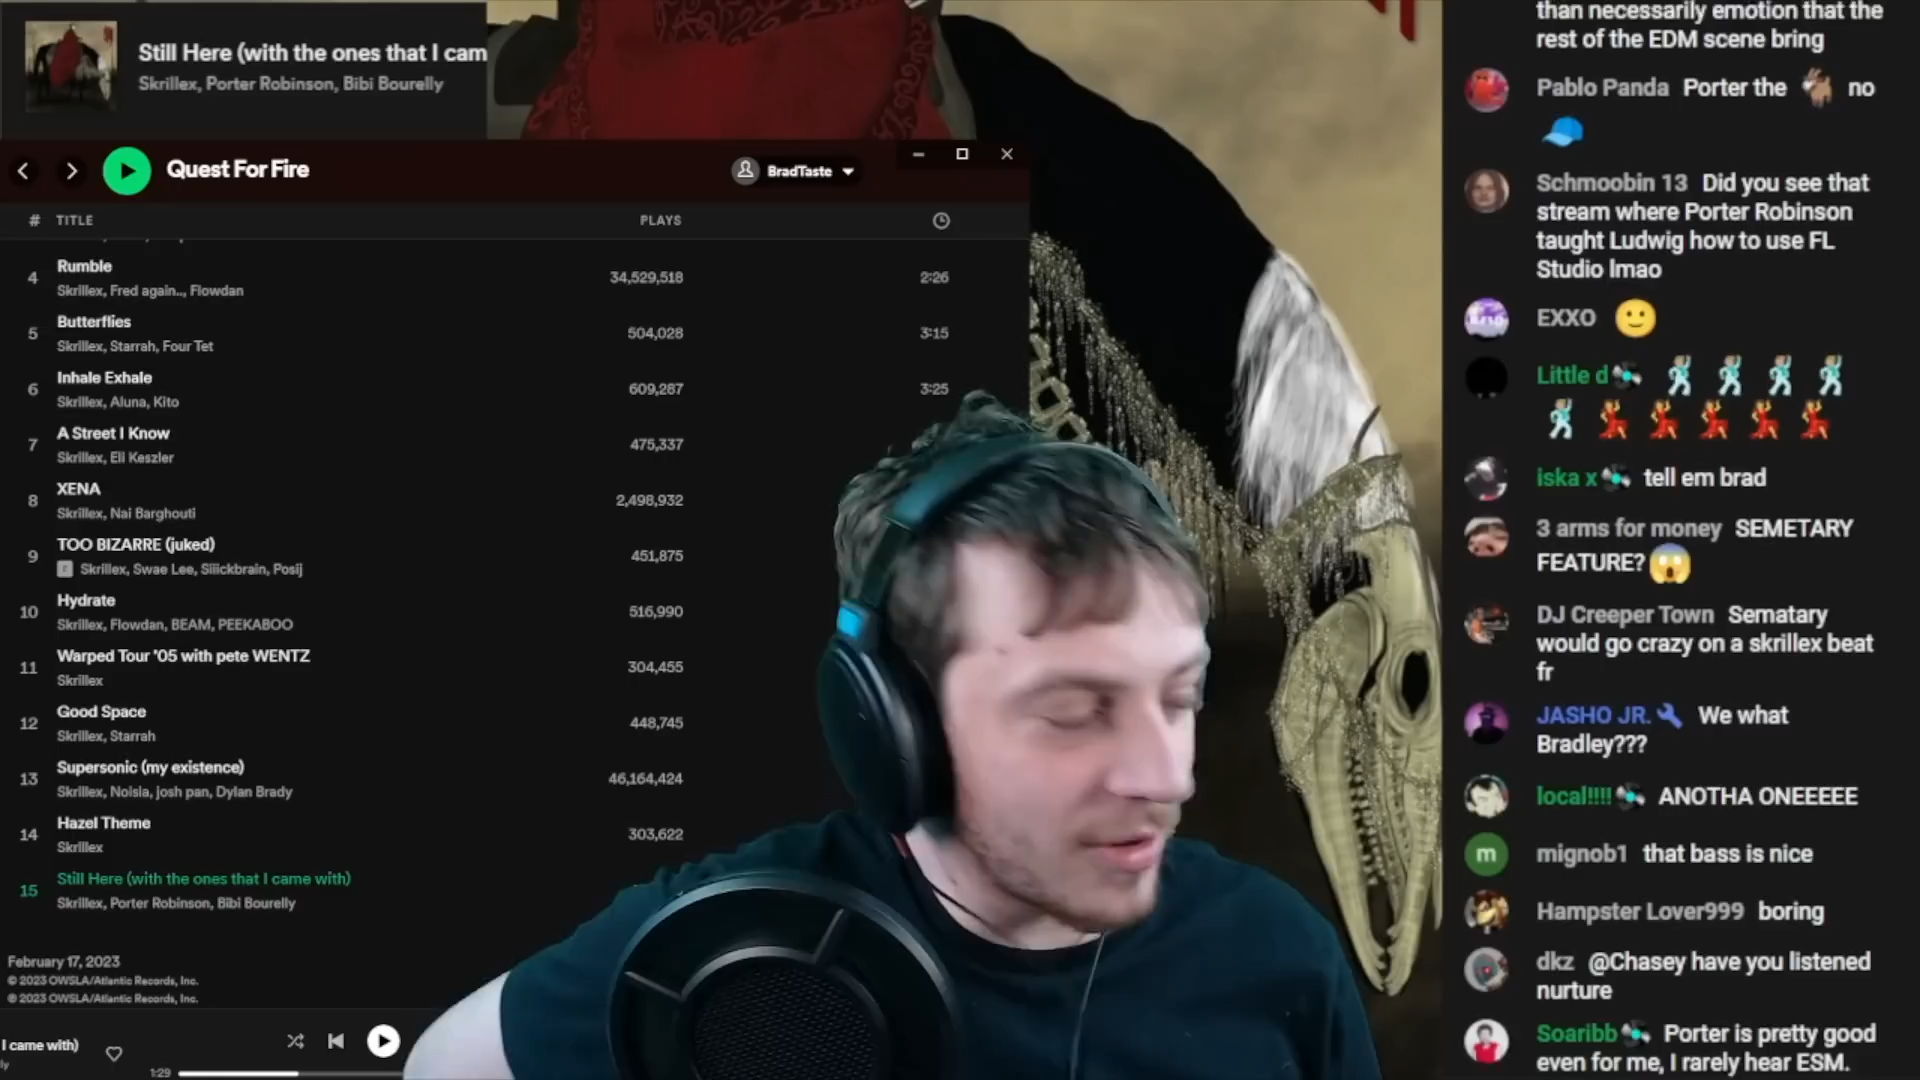 Still Here (with the ones that I cam
Skrillex, Porter Robinson, Bibi Bourelly
Quest For Fire
BradTaste
# TITLE PLAYS
4 Rumble 34,529,518 2:26
Skrillex, Fred again.., Flowdan
5 Butterflies 504,028 3:15
Skrillex, Starrah, Four Tet
6 Inhale Exhale 609,287 3:25
Skrillex, Aluna, Kito
7 A Street I Know 475,337
Skrillex, Eli Keszler
8 XENA 2,498,932
Skrillex, Nai Barghouti
9 TOO BIZARRE (juked) 451,875
E Skrillex, Swae Lee, Siiickbrain, Posij
10 Hydrate 516,990
Skrillex, Flowdan, BEAM, PEEKABOO
11 Warped Tour '05 with pete WENTZ 304,455
Skrillex
12 Good Space 448,745
Skrillex, Starrah
13 Supersonic (my existence) 46,164,424
Skrillex, Noisia, josh pan, Dylan Brady
14 Hazel Theme 303,622
Skrillex
15 Still Here (with the ones that I came with)
Skrillex, Porter Robinson, Bibi Bourelly
February 17, 2023
© 2023 OWSLA/Atlantic Records, Inc.
℗ 2023 OWSLA/Atlantic Records, Inc.
I came with)
ly
1:29
than necessarily emotion that the
rest of the EDM scene bring
Pablo Panda Porter the 🐐 no
🧢
Schmoobin 13 Did you see that
stream where Porter Robinson
taught Ludwig how to use FL
Studio lmao
EXXO 🙂
Little d 🕺 🕺 🕺 🕺
🕺 💃 💃 💃 💃 💃
iska x tell em brad
3 arms for money SEMETARY
FEATURE? 😱
DJ Creeper Town Sematary
would go crazy on a skrillex beat
fr
JASHO JR. We what
Bradley???
local!!!! ANOTHA ONEEEEE
m mignob1 that bass is nice
Hampster Lover999 boring
dkz @Chasey have you listened
nurture
Soaribb Porter is pretty good
even for me, I rarely hear ESM.